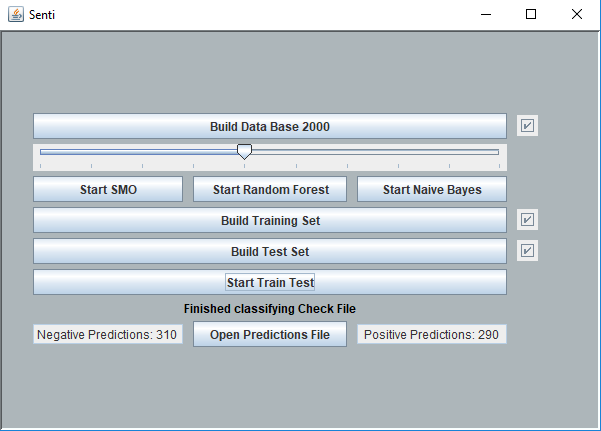 Senti
Build Data Base 2000
Start SMO Start Random Forest Start Naive Bayes
Build Training Set
Build Test Set
Start Train Test
Finished classifying Check File
Negative Predictions: 310 Open Predictions File Positive Predictions: 290